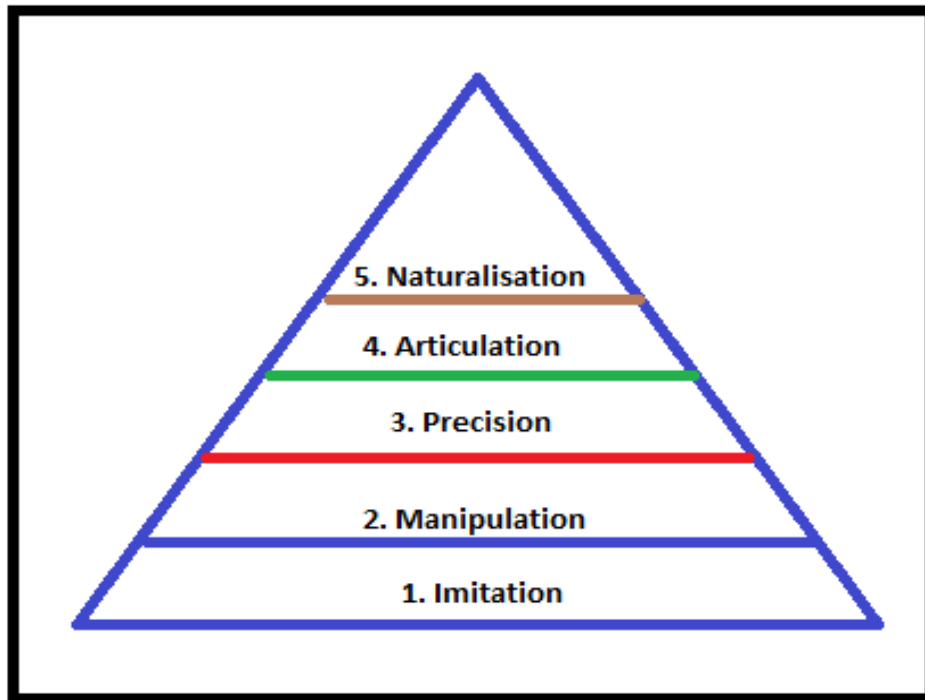 5. Naturalisation
4. Articulation
3. Precision
2. Manipulation
1. Imitation